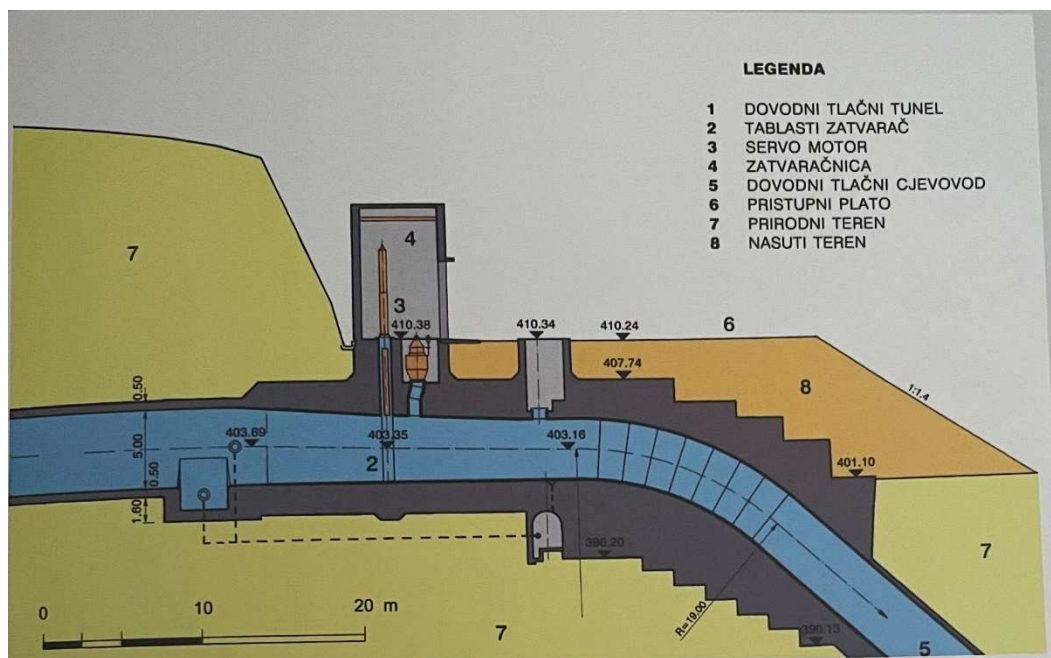 LEGENDA
1 DOVODNI TLAČNI TUNEL
2 TABLASTI ZATVARAČ
3 SERVO MOTOR
4 ZATVARAČNICA
5 DOVODNI TLAČNI CJEVOVOD
6 PRISTUPNI PLATO
7 PRIRODNI TEREN
8 NASUTI TEREN
4
7
3
410.38
410.34
410.24
6
407.74
8
1:1.4
0.50
5.00
403.69
403.35
403.16
2
0.50
401.10
1.60
396.20
7
R=19.00
390.13
0
10
20 m
7
5